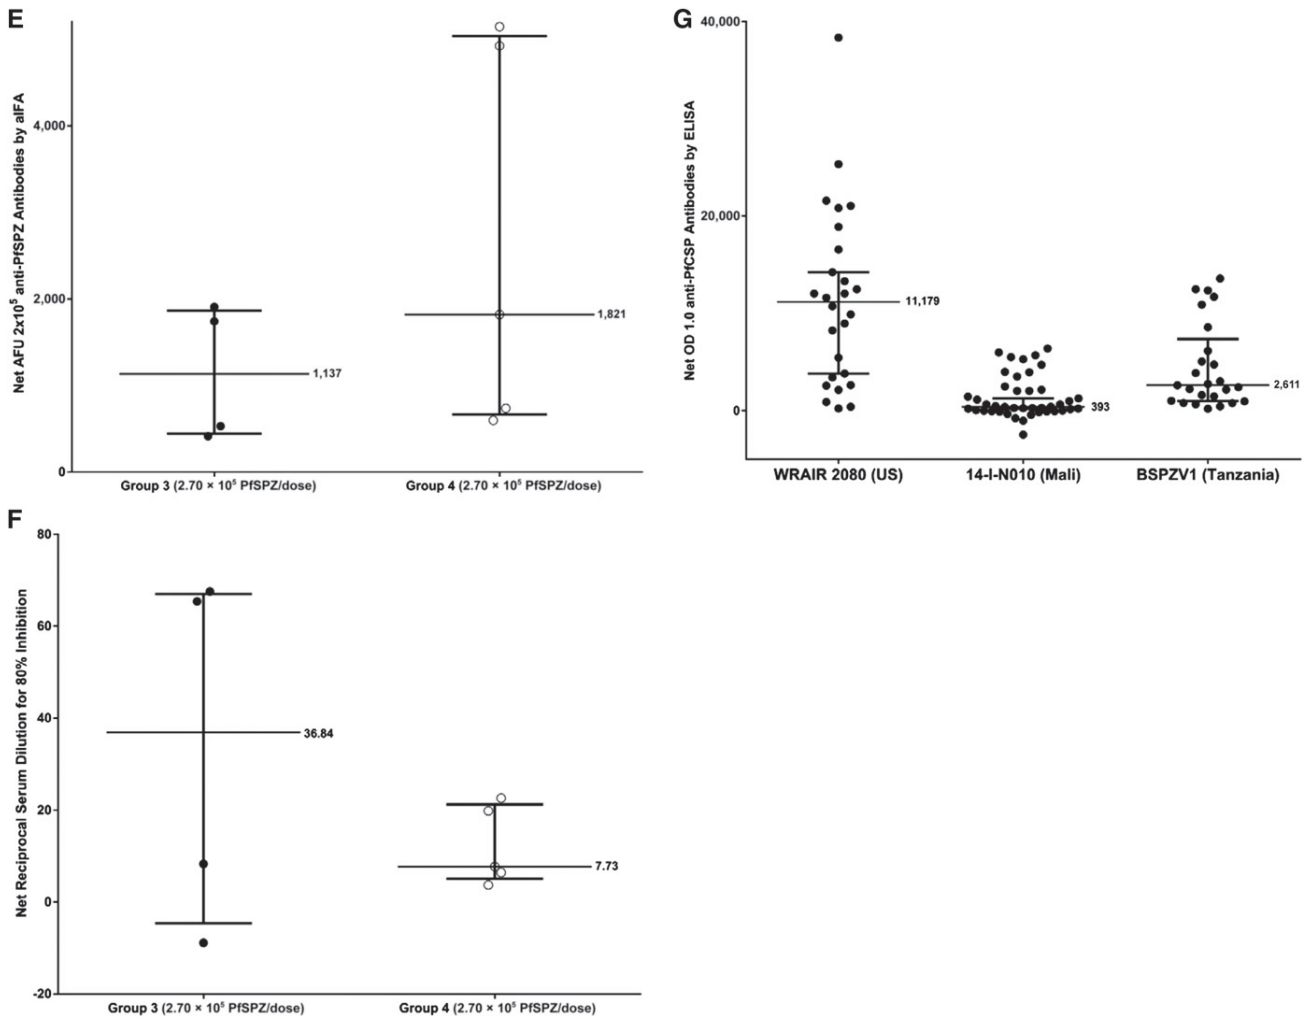 E
Net AFU 2x10⁵ anti-PfSPZ Antibodies by aIFA
4,000
2,000
0
1,137
1,821
Group 3 (2.70 × 10⁵ PfSPZ/dose)
Group 4 (2.70 × 10⁵ PfSPZ/dose)
G
Net OD 1.0 anti-PfCSP Antibodies by ELISA
40,000
20,000
0
11,179
393
2,611
WRAIR 2080 (US)
14-I-N010 (Mali)
BSPZV1 (Tanzania)
F
Net Reciprocal Serum Dilution for 80% Inhibition
80
60
40
20
0
-20
36.84
7.73
Group 3 (2.70 × 10⁵ PfSPZ/dose)
Group 4 (2.70 × 10⁵ PfSPZ/dose)